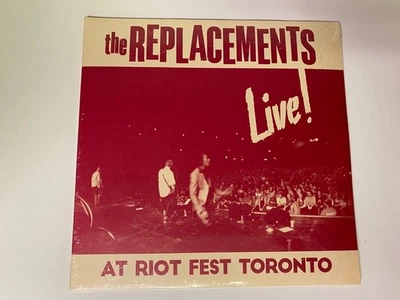 the REPLACEMENTS
Live!
AT RIOT FEST TORONTO